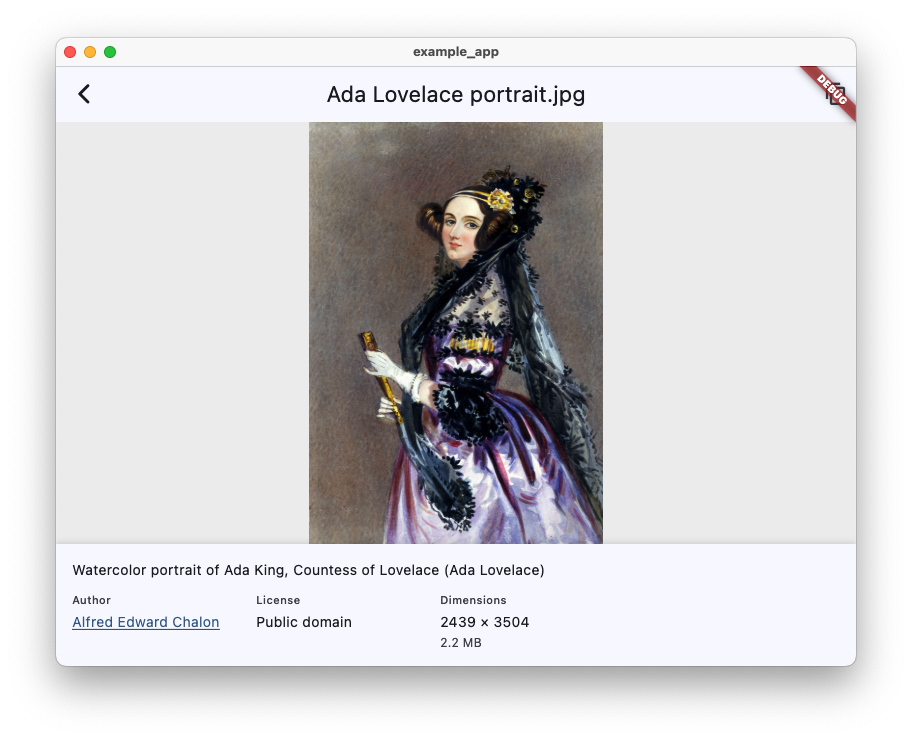 example_app
Ada Lovelace portrait.jpg
DEBUG
Watercolor portrait of Ada King, Countess of Lovelace (Ada Lovelace)
Author
License
Dimensions
Alfred Edward Chalon
Public domain
2439 × 3504
2.2 MB